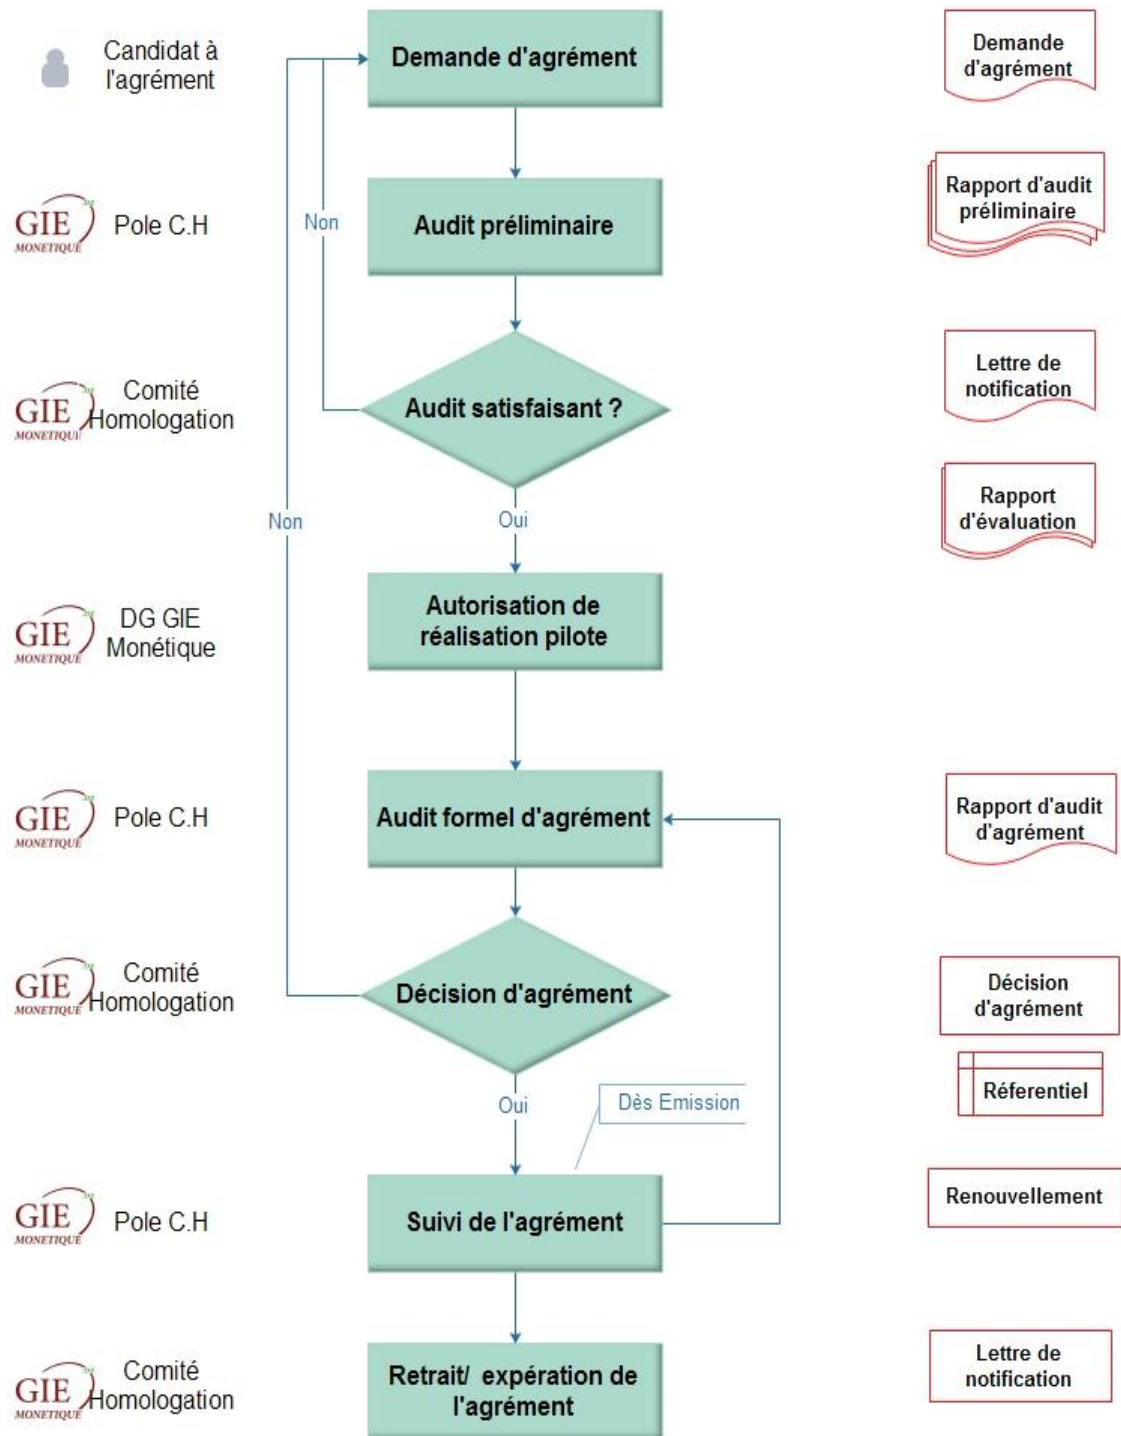 Candidat à
l'agrément
Demande d'agrément
Demande
d'agrément
GIE
MONETIQUE
Pole C.H
Non
Audit préliminaire
Rapport d'audit
préliminaire
GIE
MONETIQUE
Comité
Homologation
Audit satisfaisant ?
Lettre de
notification
Rapport
d'évaluation
Non
Oui
GIE
MONETIQUE
DG GIE
Monétique
Autorisation de
réalisation pilote
GIE
MONETIQUE
Pole C.H
Audit formel d'agrément
Rapport d'audit
d'agrément
GIE
MONETIQUE
Comité
Homologation
Décision d'agrément
Décision
d'agrément
Réferentiel
Oui
Dès Emission
GIE
MONETIQUE
Pole C.H
Suivi de l'agrément
Renouvellement
GIE
MONETIQUE
Comité
Homologation
Retrait/ expération de
l'agrément
Lettre de
notification